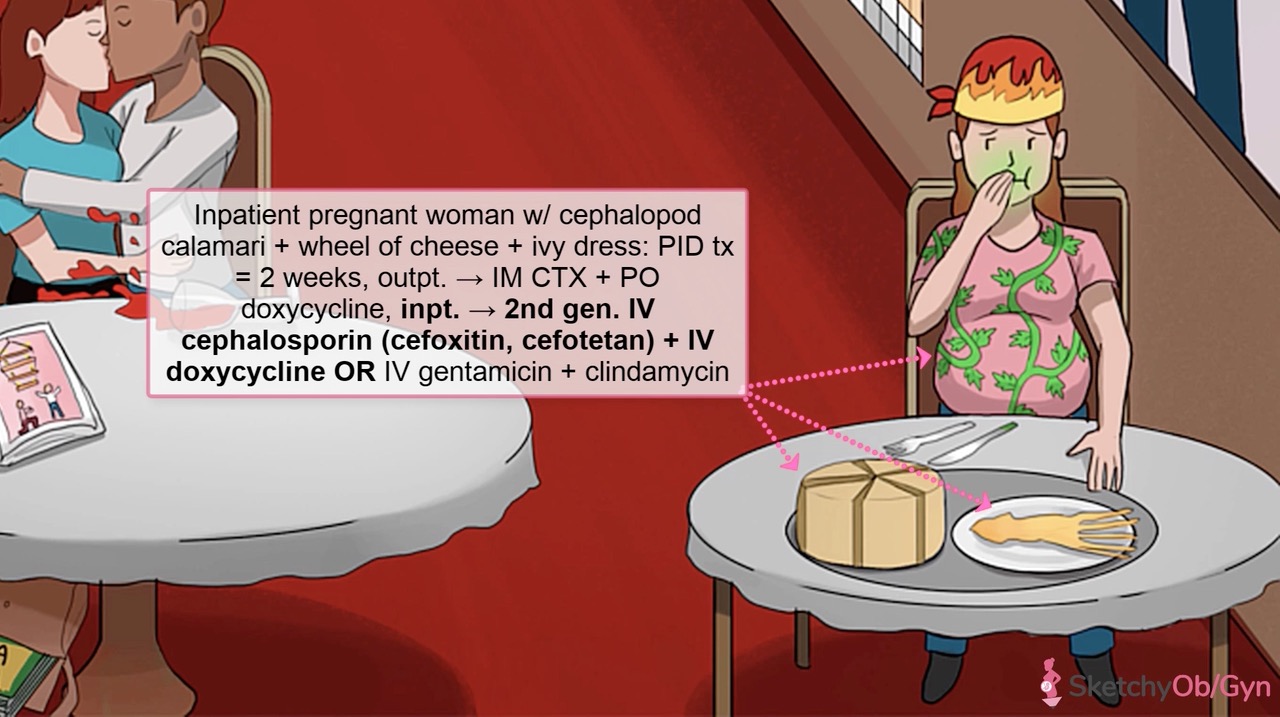 Inpatient pregnant woman w/ cephalopod
calamari + wheel of cheese + ivy dress: PID tx
= 2 weeks, outpt. → IM CTX + PO
doxycycline, inpt. → 2nd gen. IV
cephalosporin (cefoxitin, cefotetan) + IV
doxycycline OR IV gentamicin + clindamycin
A
SketchyOb/Gyn